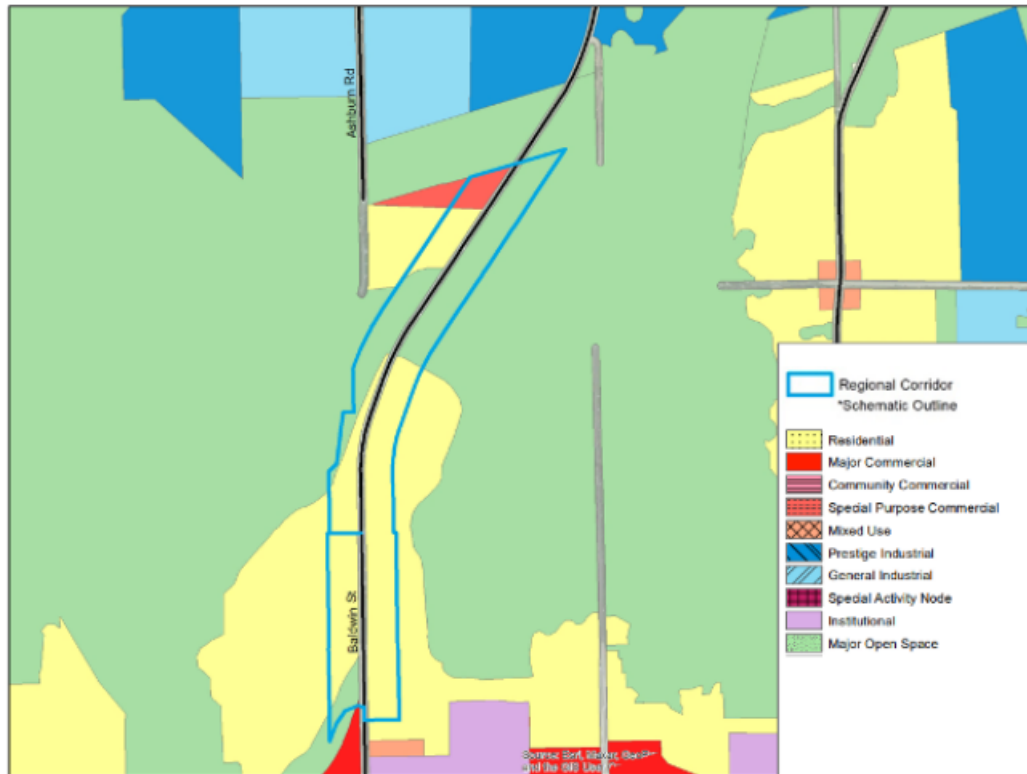 Ashburn Rd
Baldwin St
Regional Corridor
*Schematic Outline
Residential
Major Commercial
Community Commercial
Special Purpose Commercial
Mixed Use
Prestige Industrial
General Industrial
Special Activity Node
Institutional
Major Open Space